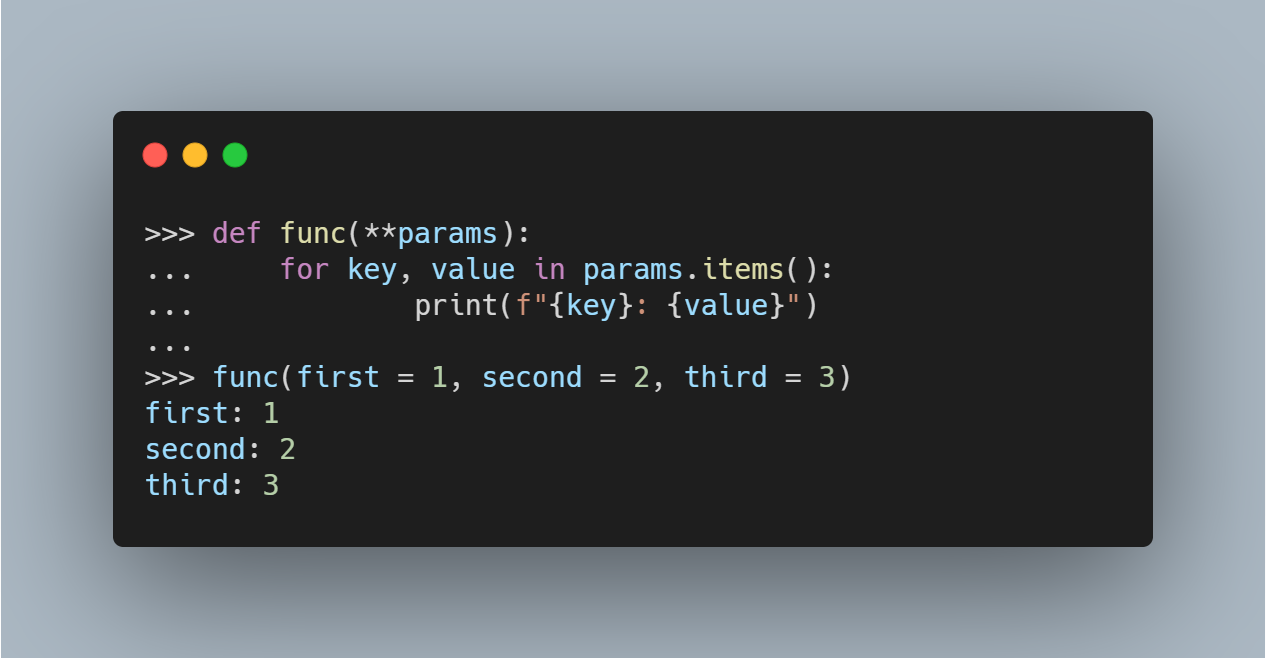 >>> def func(**params):
...     for key, value in params.items():
...             print(f"{key}: {value}")
...
>>> func(first = 1, second = 2, third = 3)
first: 1
second: 2
third: 3